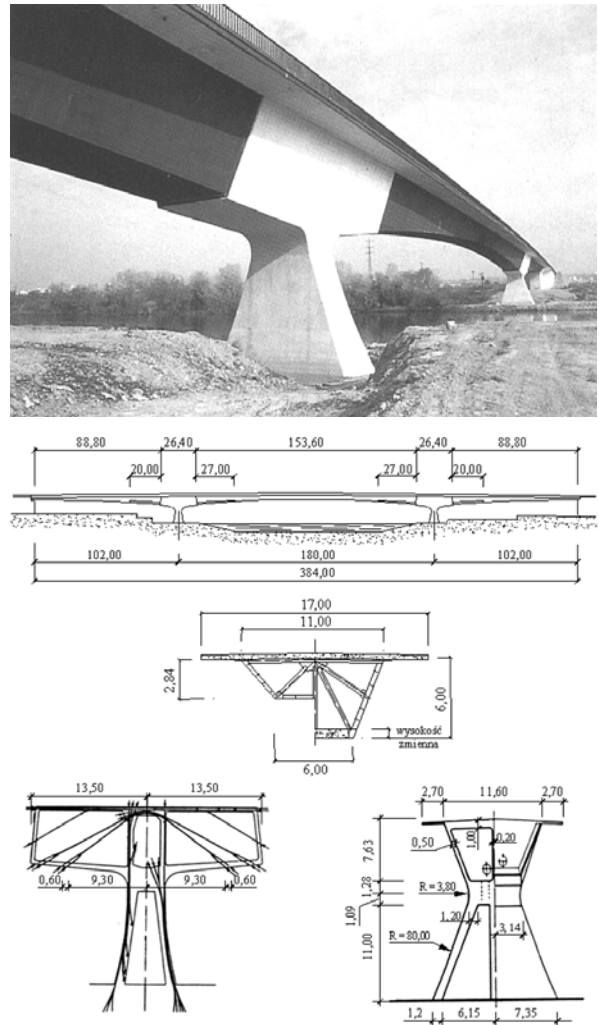 88,80 26,40 153,60 26,40 88,80
20,00 27,00 27,00 20,00
102,00 180,00 102,00
384,00
17,00
11,00
2,84
6,00
wysokość
zmienna
6,00
13,50 13,50
0,60 9,30 9,30 0,60
2,70 11,60 2,70
7,63
0,50
1,00
0,20
1,28
R = 3,80
1,09
1,20
3,14
R = 80,00
11,00
1,2 6,15 7,35